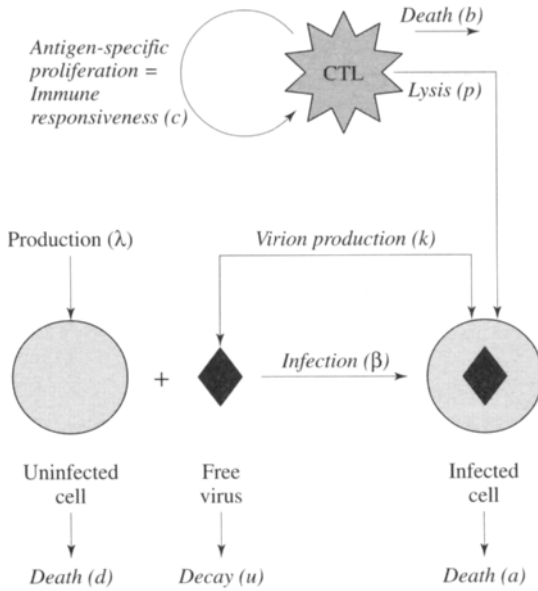 Death (b)
Antigen-specific
proliferation =
Immune
responsiveness (c)
CTL
Lysis (p)
Production (λ)
Virion production (k)
+
Infection (β)
Uninfected
cell
Free
virus
Infected
cell
Death (d)
Decay (u)
Death (a)